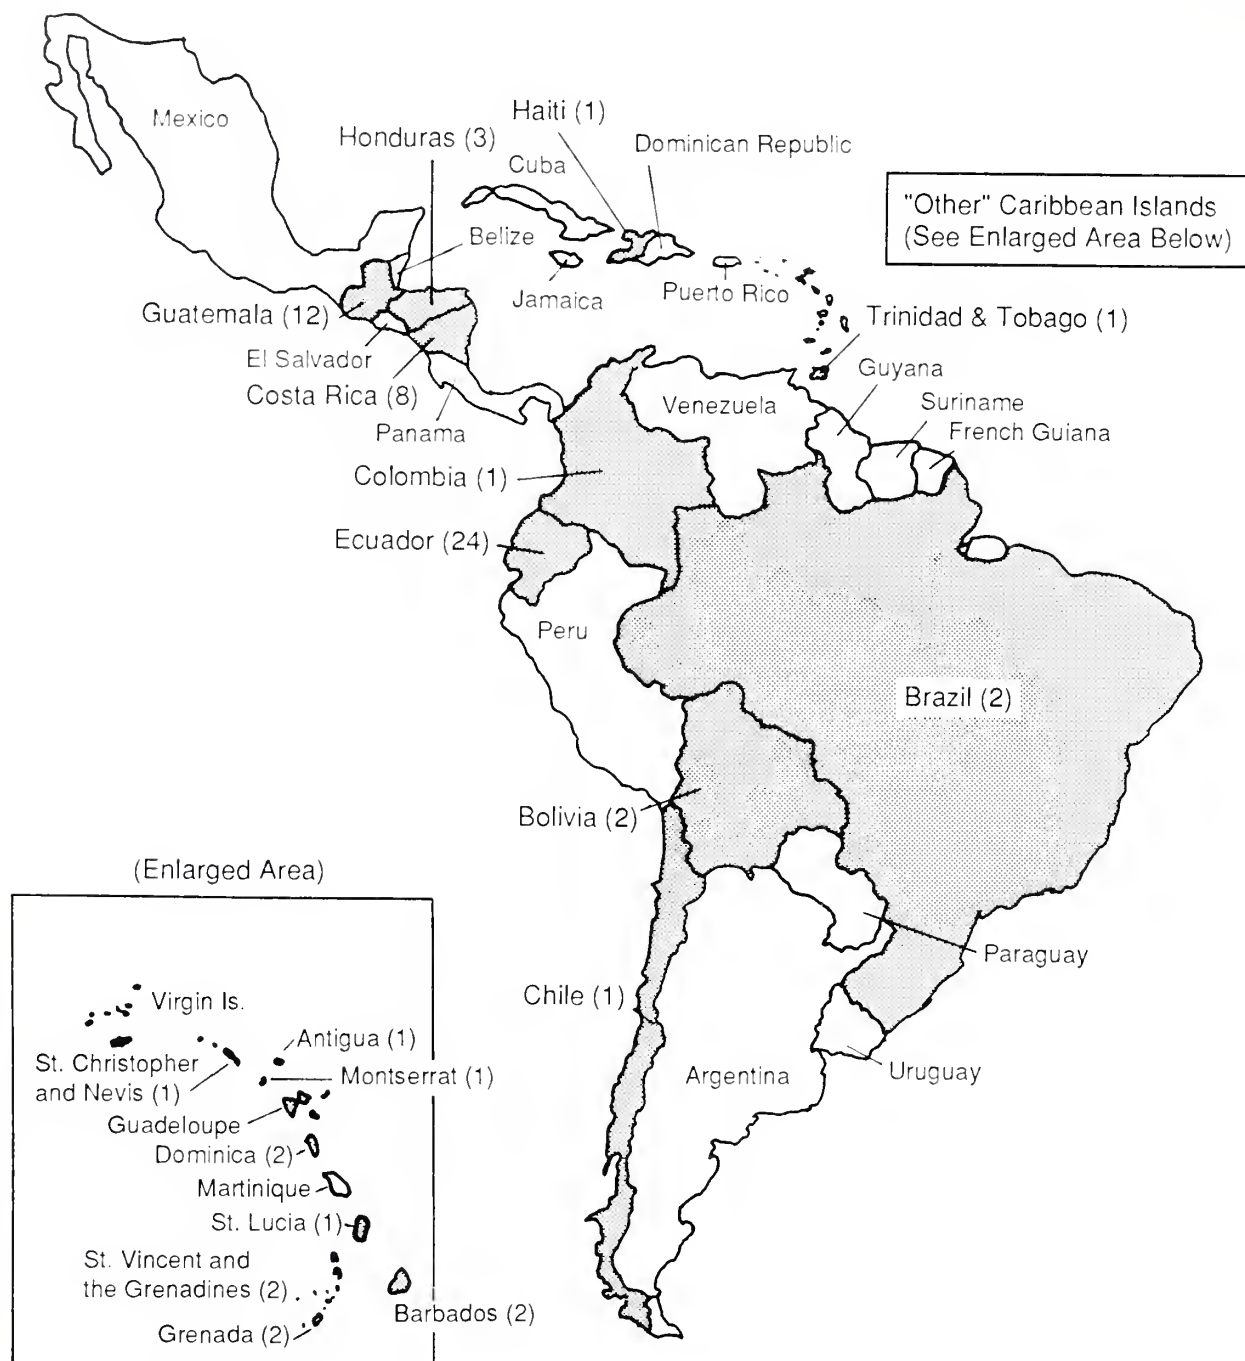 Mexico
Haiti (1)
Honduras (3)
Dominican Republic
Cuba
"Other" Caribbean Islands
(See Enlarged Area Below)
Belize
Jamaica
Puerto Rico
Guatemala (12)
Trinidad & Tobago (1)
El Salvador
Guyana
Costa Rica (8)
Venezuela
Suriname
French Guiana
Panama
Colombia (1)
Ecuador (24)
Peru
Brazil (2)
Bolivia (2)
Paraguay
Chile (1)
Argentina
Uruguay
(Enlarged Area)
Virgin Is.
Antigua (1)
St. Christopher
and Nevis (1)
Montserrat (1)
Guadeloupe
Dominica (2)
Martinique
St. Lucia (1)
St. Vincent and
the Grenadines (2)
Barbados (2)
Grenada (2)